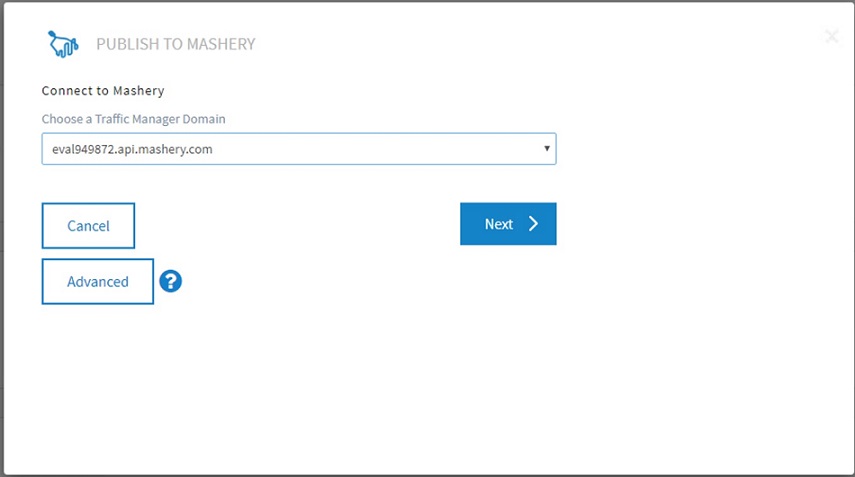 PUBLISH TO MASHERY
Connect to Mashery
Choose a Traffic Manager Domain
eval949872.api.mashery.com
Cancel
Next
Advanced
?